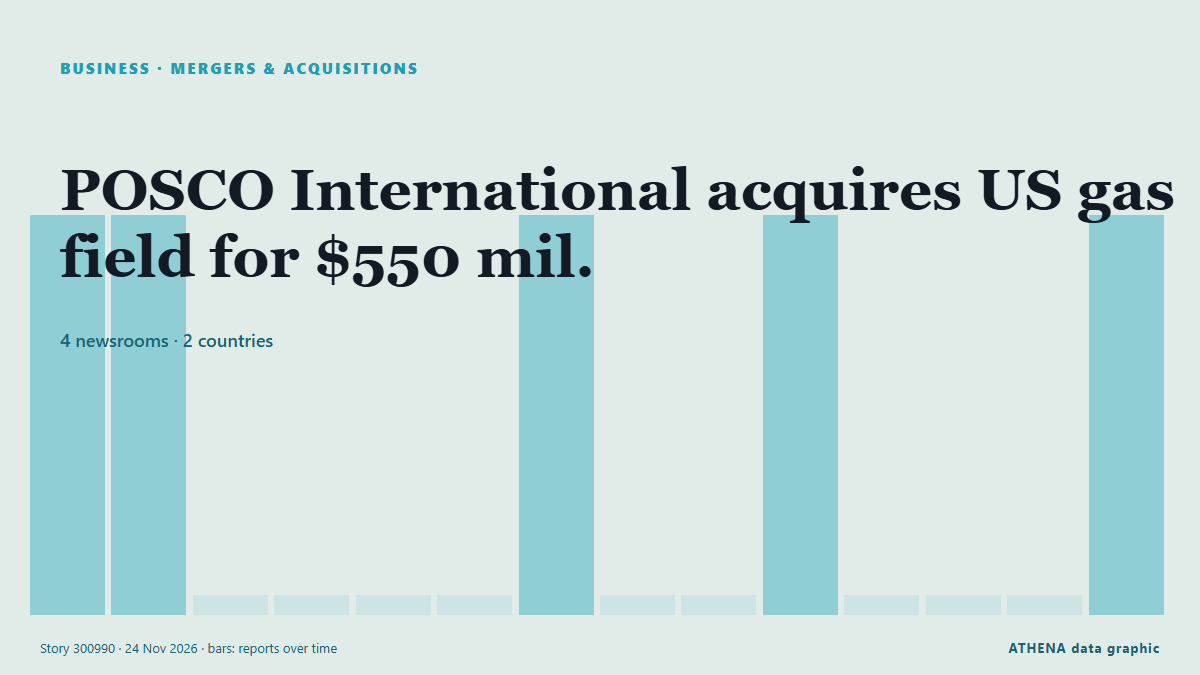 BUSINESS · MERGERS & ACQUISITIONS
POSCO International acquires US gas
field for $550 mil.
4 newsrooms · 2 countries
Story 300990 · 24 Nov 2026 · bars: reports over time
ATHENA data graphic